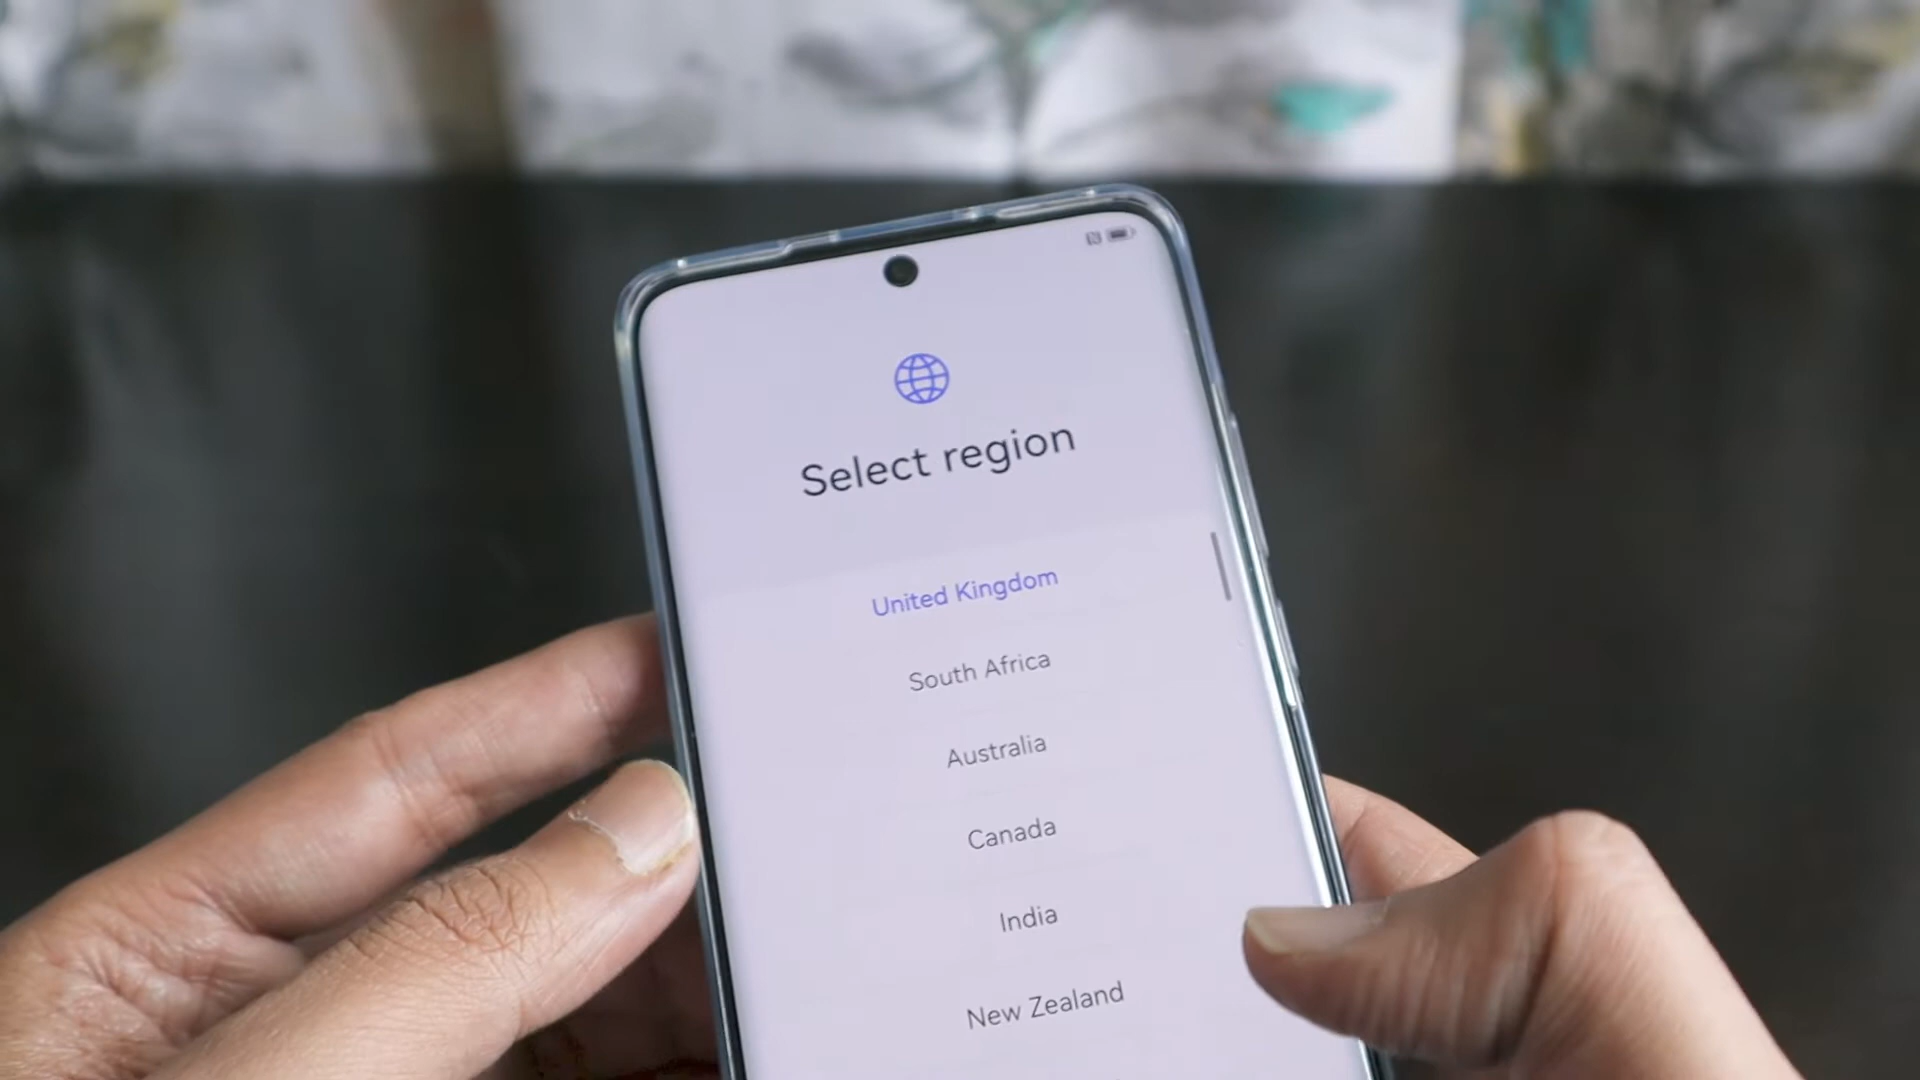 Select region
United Kingdom
South Africa
Australia
Canada
India
New Zealand